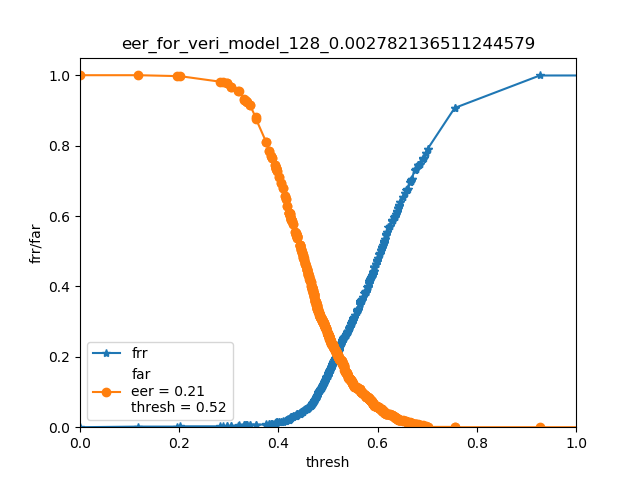 eer_for_veri_model_128_0.002782136511244579
frr/far
1.0
0.8
0.6
0.4
0.2
0.0
frr
far
eer = 0.21
thresh = 0.52
0.0 0.2 0.4 0.6 0.8 1.0
thresh